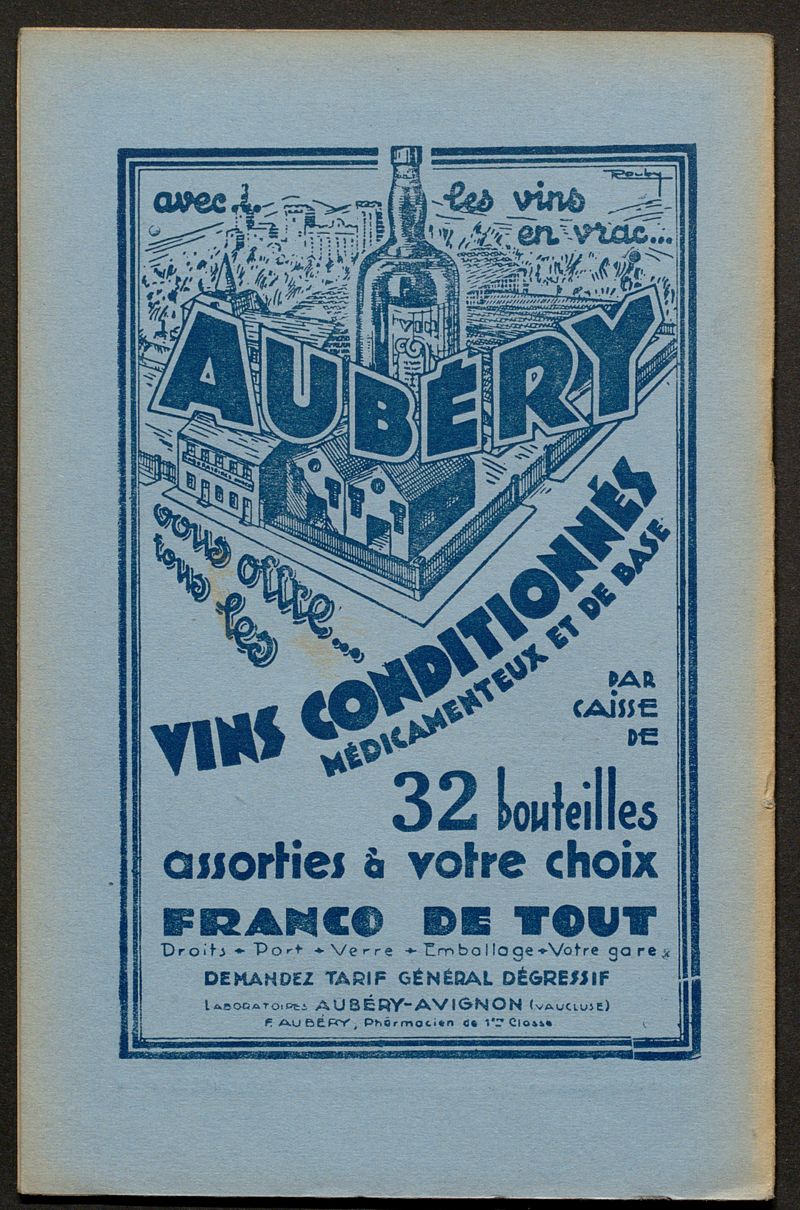 Rouby
avec...
les vins
en vrac...
VIN
AUBÉRY
vous offre...
tous les
VINS CONDITIONNÉS
MÉDICAMENTEUX ET DE BASE
PAR
CAISSE
DE
32 bouteilles
assorties à votre choix
FRANCO DE TOUT
Droits + Port + Verre + Emballage + Votre gare
DEMANDEZ TARIF GÉNÉRAL DÉGRESSIF
LABORATOIRES AUBÉRY-AVIGNON (VAUCLUSE)
F. AUBÉRY, Pharmacien de 1ère Classe